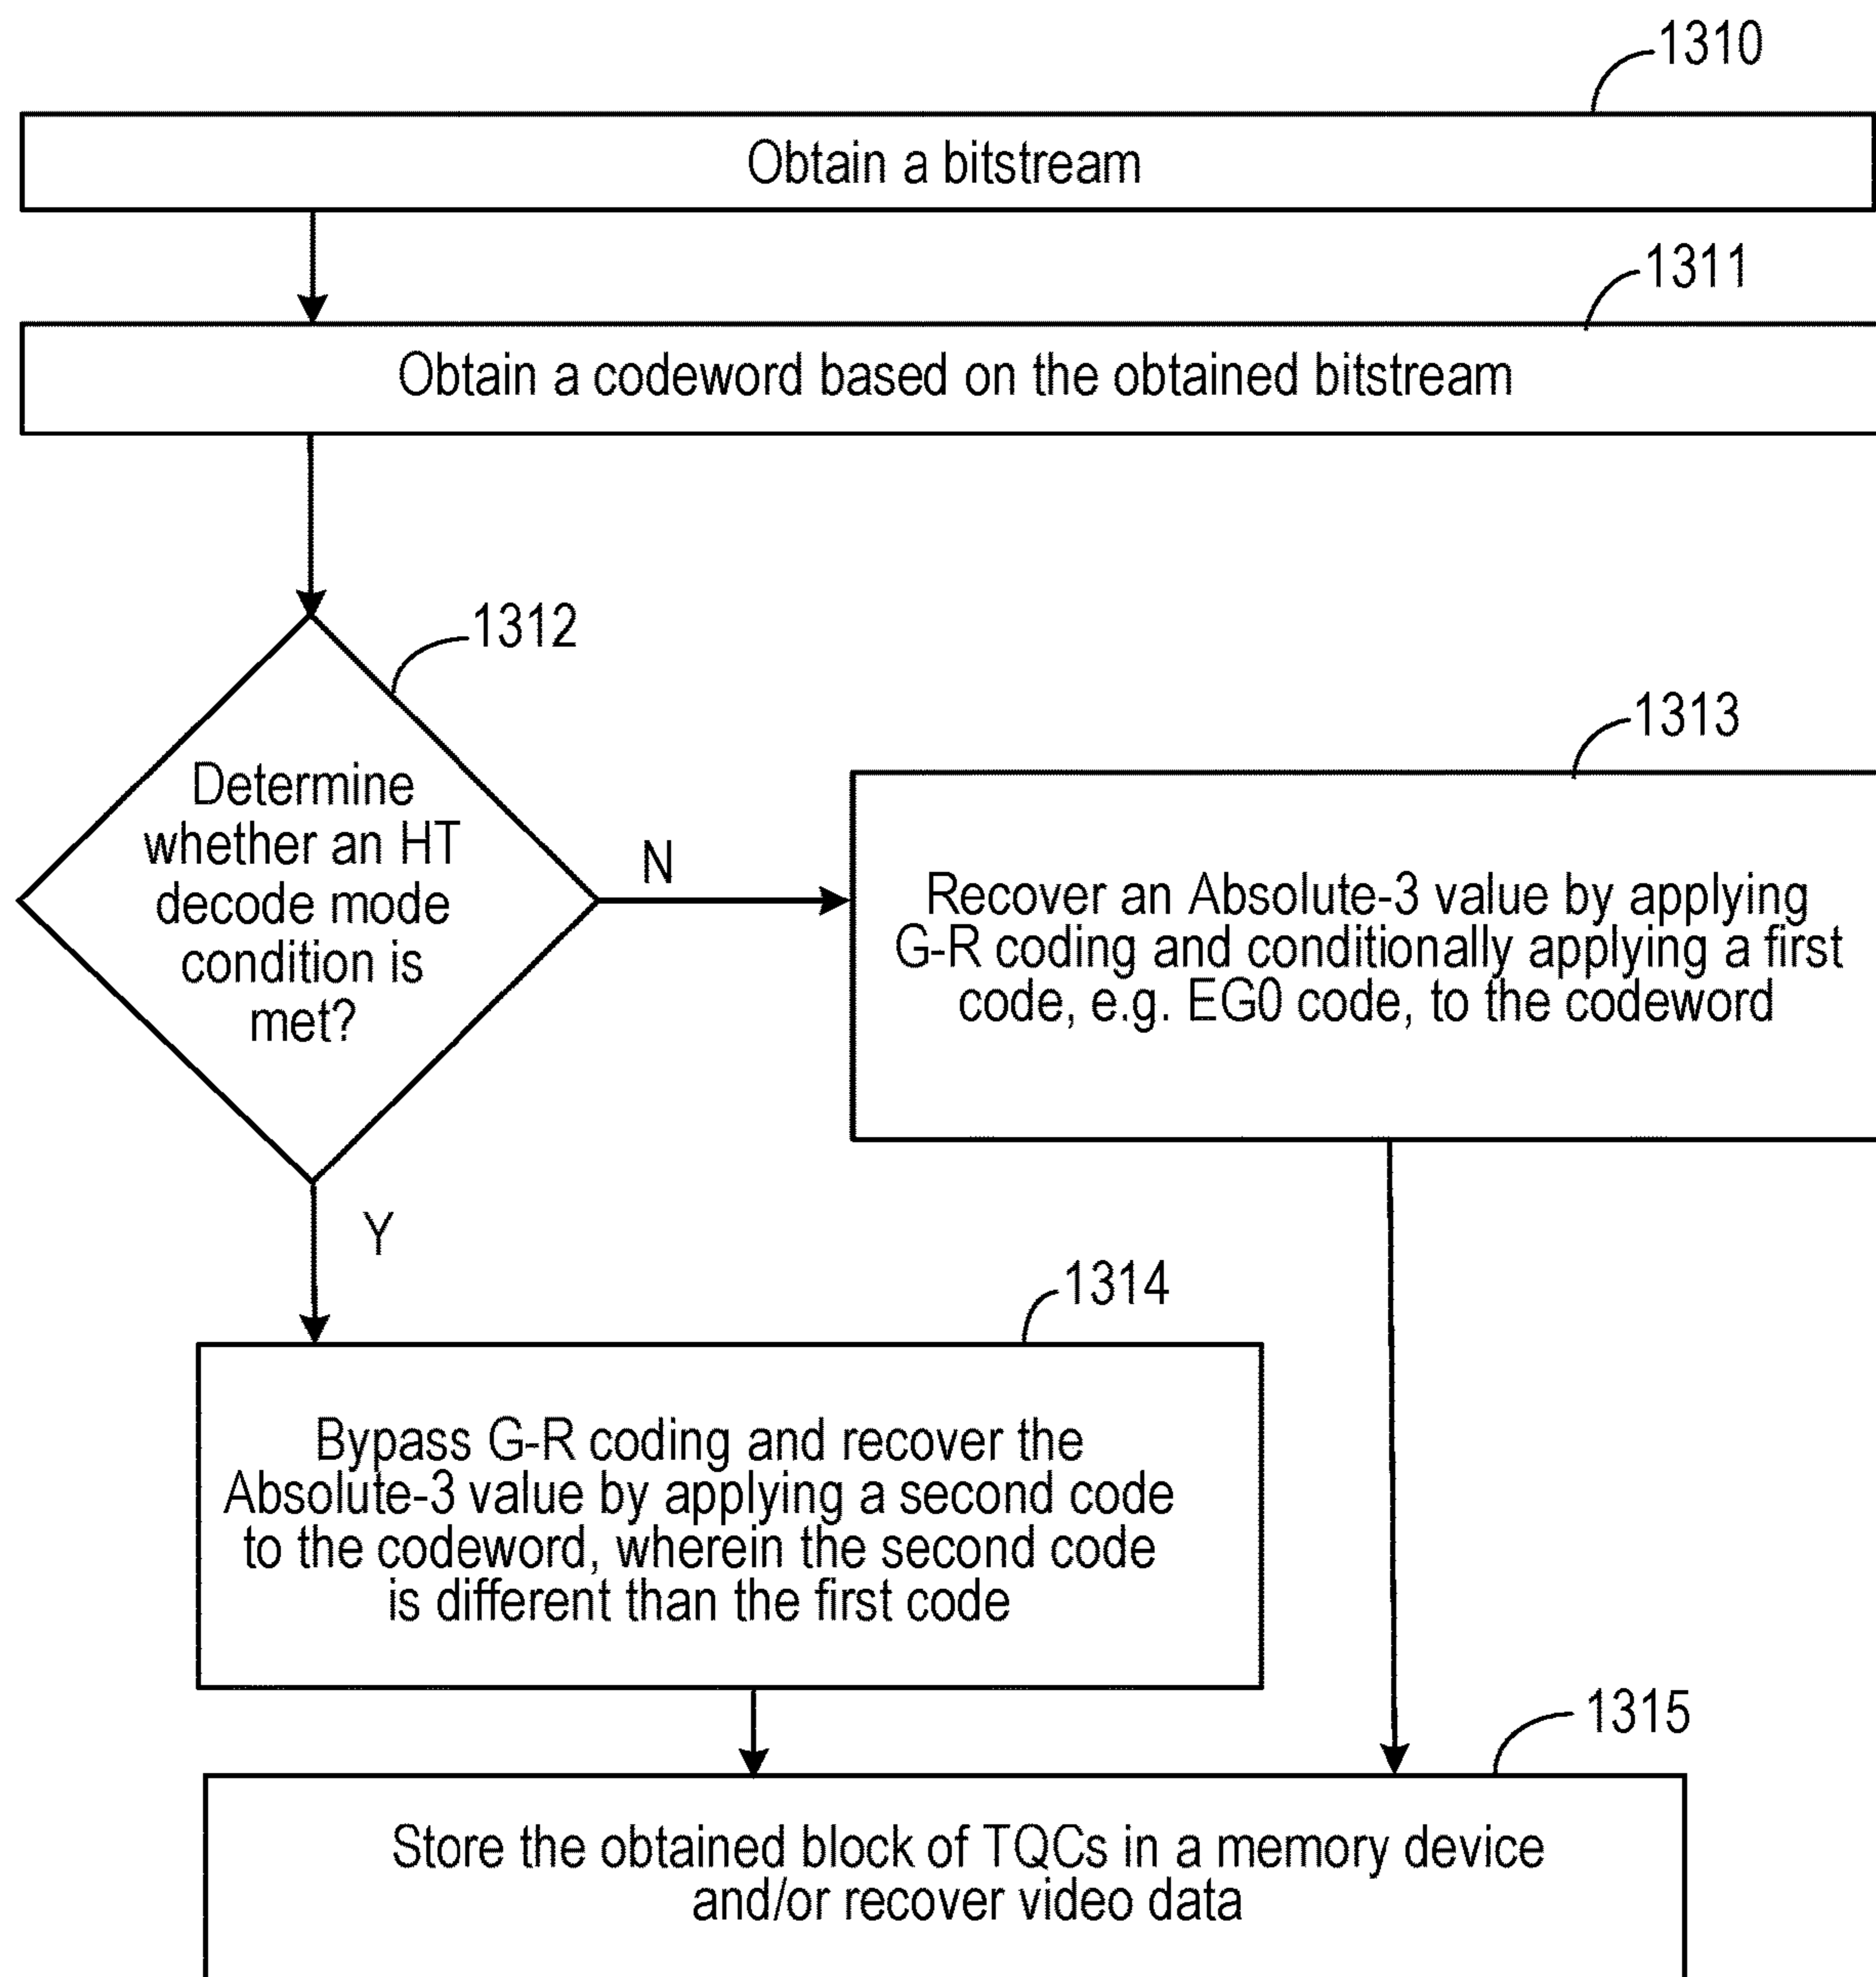 1310
Obtain a bitstream
1311
Obtain a codeword based on the obtained bitstream
1312
Determine
whether an HT
decode mode
condition is
met?
N
1313
Recover an Absolute-3 value by applying
G-R coding and conditionally applying a first
code, e.g. EG0 code, to the codeword
Y
1314
Bypass G-R coding and recover the
Absolute-3 value by applying a second code
to the codeword, wherein the second code
is different than the first code
1315
Store the obtained block of TQCs in a memory device
and/or recover video data